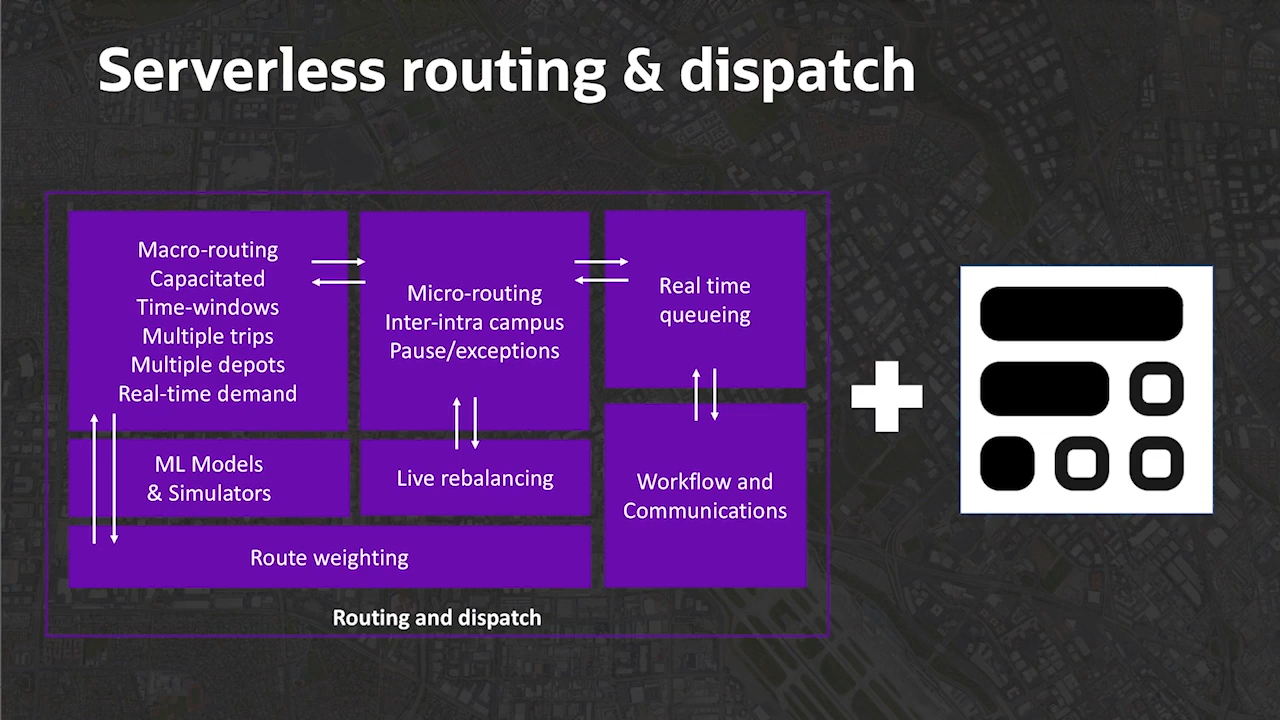 Serverless routing & dispatch
Macro-routing
Capacitated
Time-windows
Multiple trips
Multiple depots
Real-time demand
Micro-routing
Inter-intra campus
Pause/exceptions
Real time
queueing
ML Models
& Simulators
Live rebalancing
Workflow and
Communications
Route weighting
Routing and dispatch